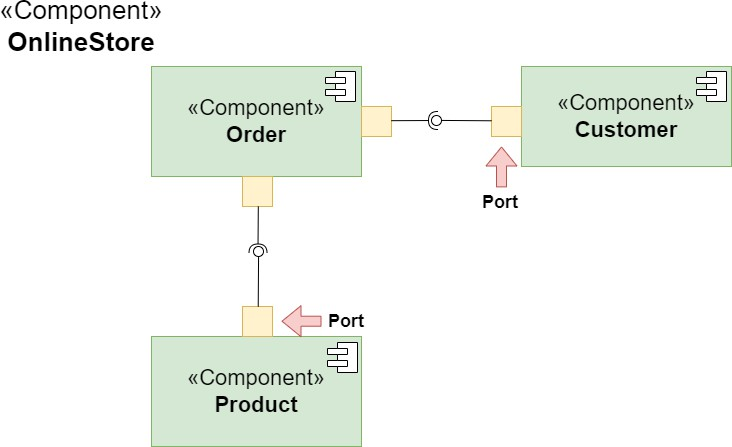 «Component»
OnlineStore
«Component»
Order
«Component»
Customer
Port
Port
«Component»
Product